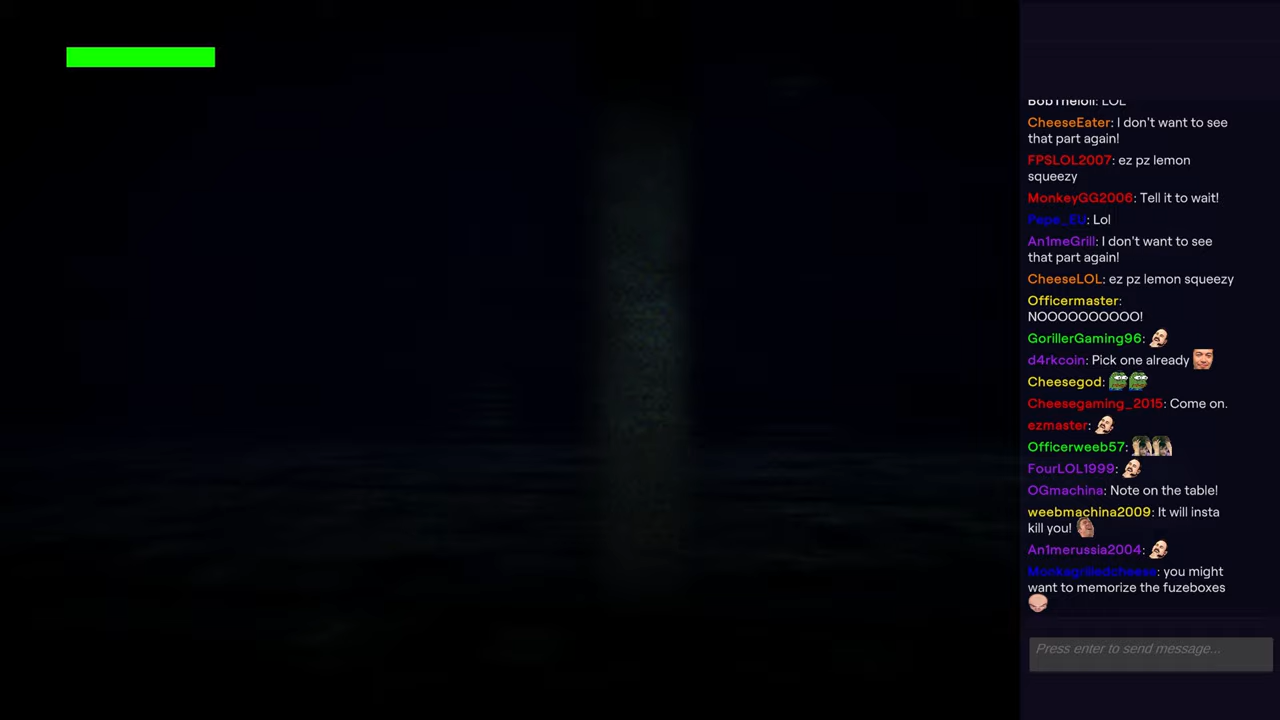 BobTheloll: LOL
CheeseEater: I don't want to see
that part again!
FPSLOL2007: ez pz lemon
squeezy
MonkeyGG2006: Tell it to wait!
Pepe_EU: Lol
An1meGrill: I don't want to see
that part again!
CheeseLOL: ez pz lemon squeezy
Officermaster:
NOOOOOOOOOO!
GorillerGaming96:
d4rkcoin: Pick one already
Cheesegod:
Cheesegaming_2015: Come on.
ezmaster:
Officerweeb57:
FourLOL1999:
OGmachina: Note on the table!
weebmachina2009: It will insta
kill you!
An1merussia2004:
Monkagrilledcheese: you might
want to memorize the fuzeboxes
Press enter to send message...